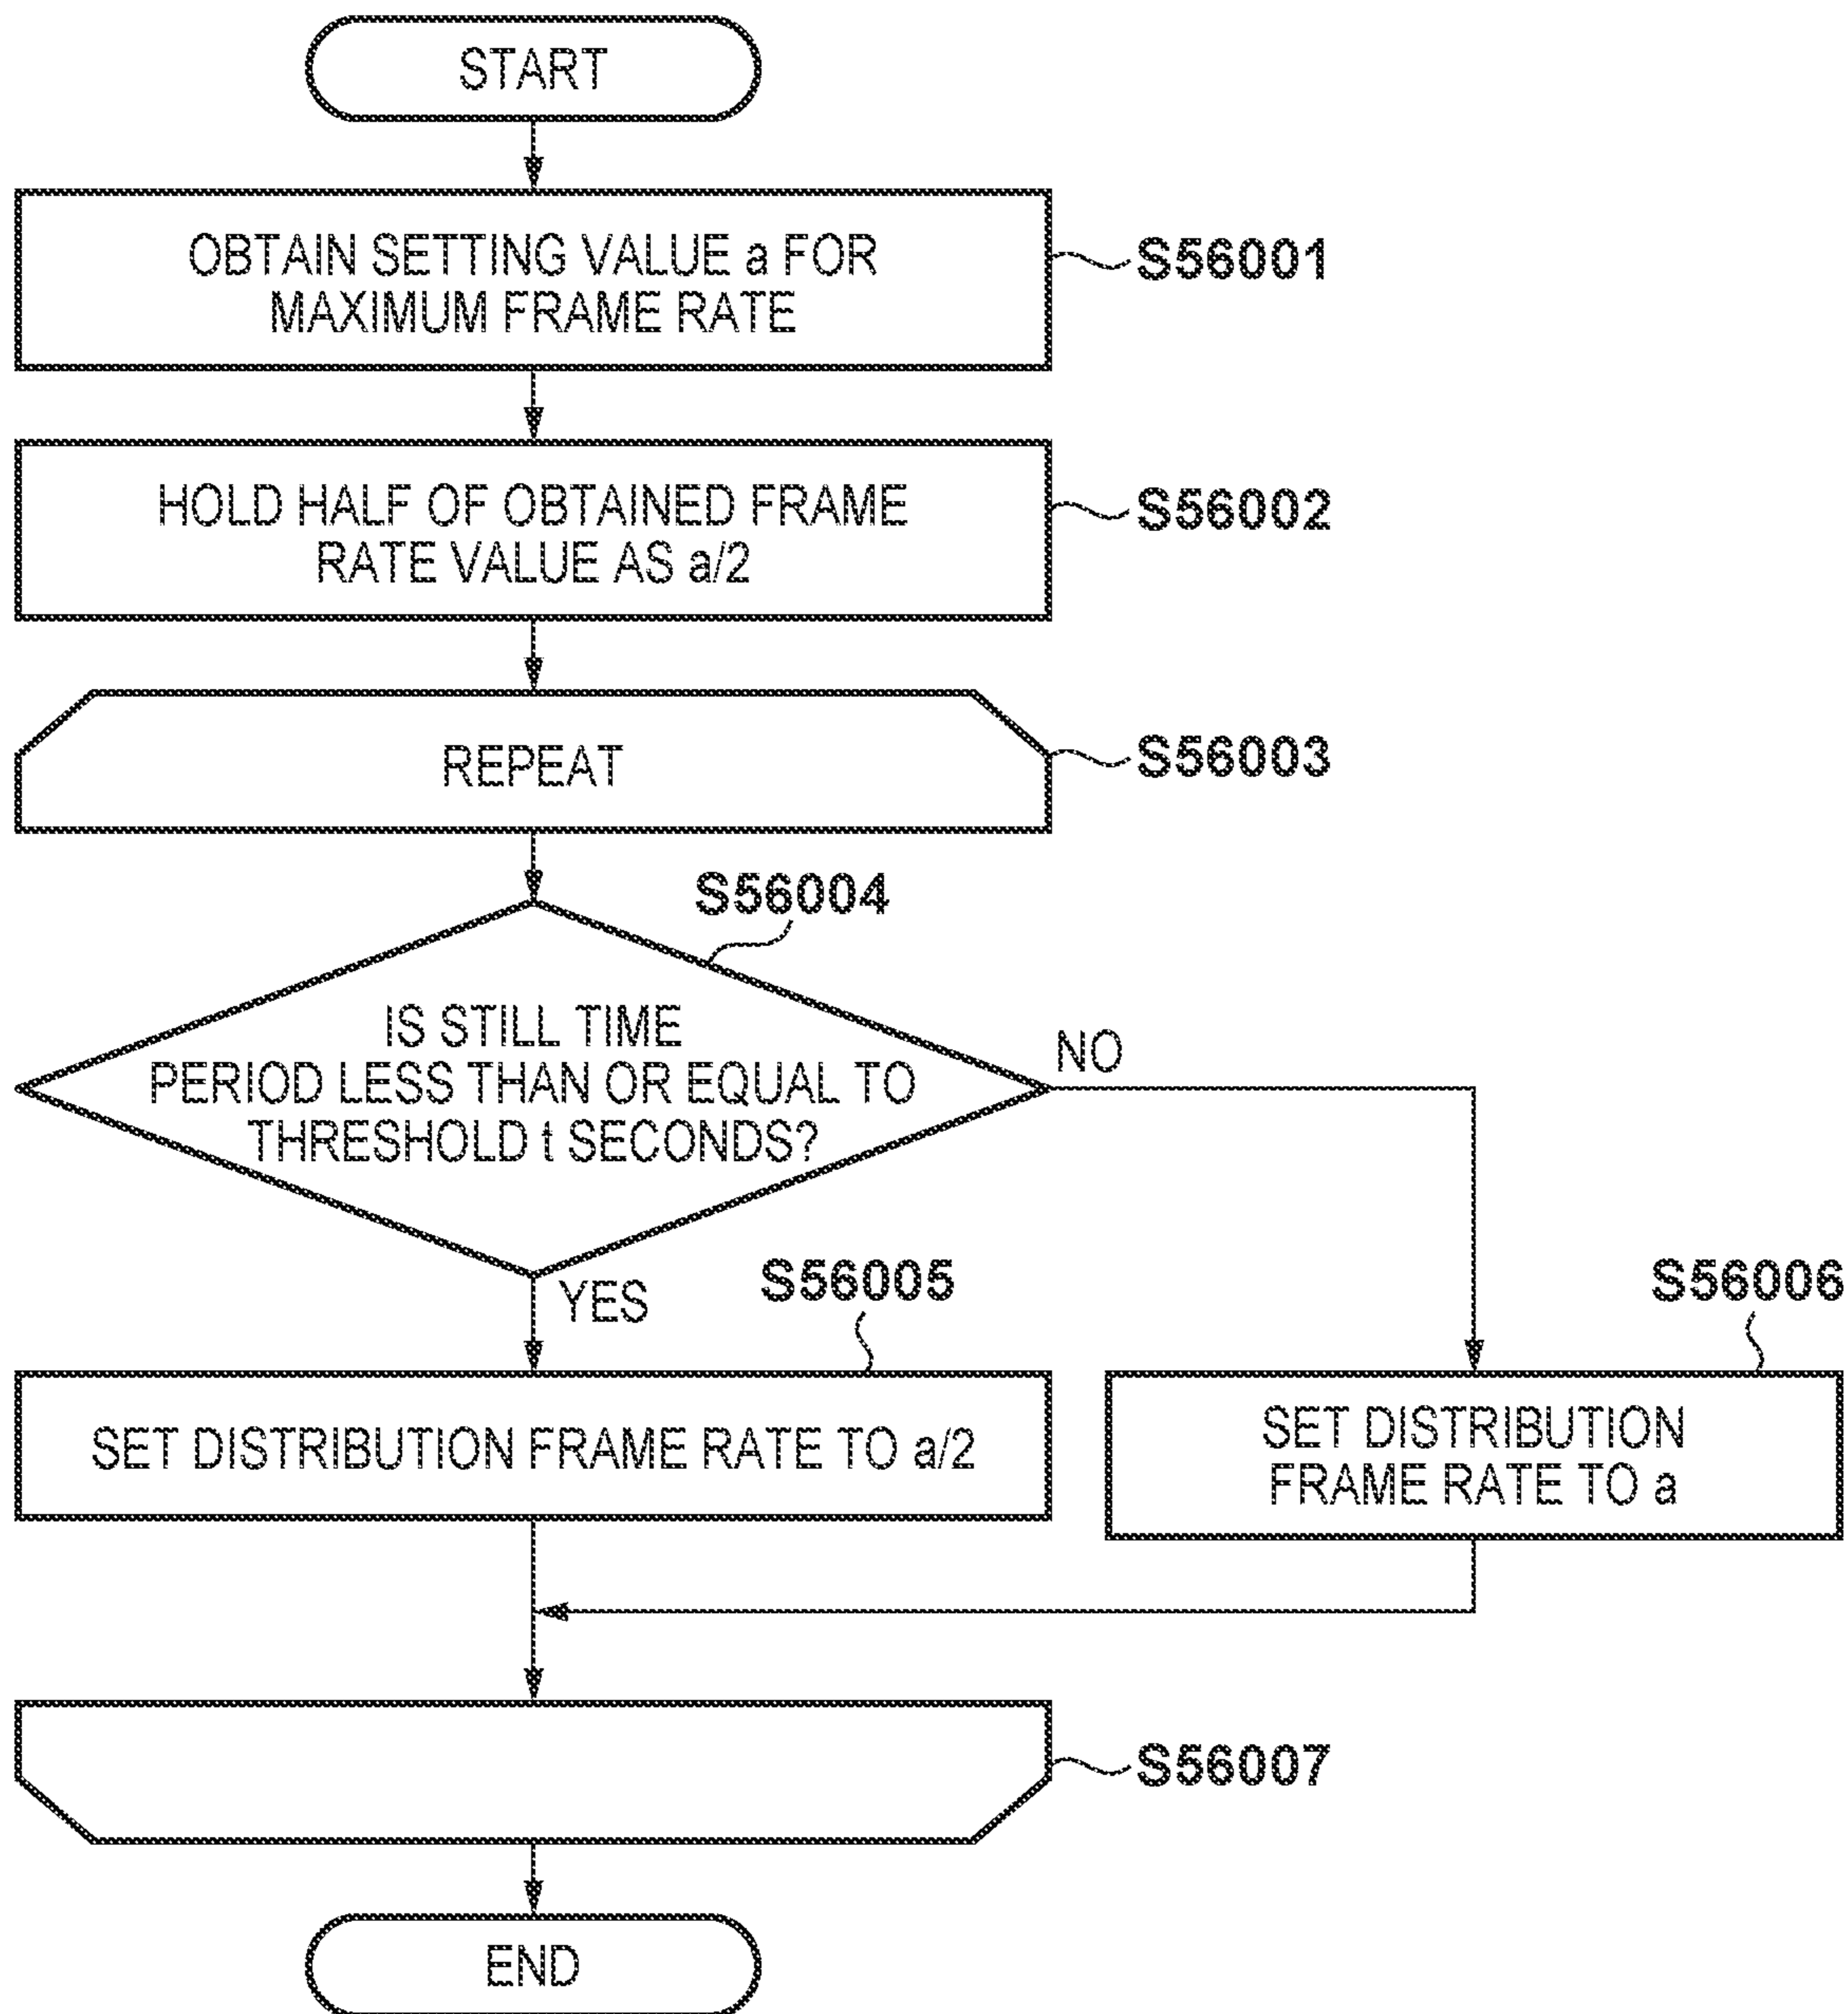 START
OBTAIN SETTING VALUE a FOR
MAXIMUM FRAME RATE
S56001
HOLD HALF OF OBTAINED FRAME
RATE VALUE AS a/2
S56002
REPEAT
S56003
S56004
IS STILL TIME
PERIOD LESS THAN OR EQUAL TO
THRESHOLD t SECONDS?
NO
YES
S56005
S56006
SET DISTRIBUTION FRAME RATE TO a/2
SET DISTRIBUTION
FRAME RATE TO a
S56007
END